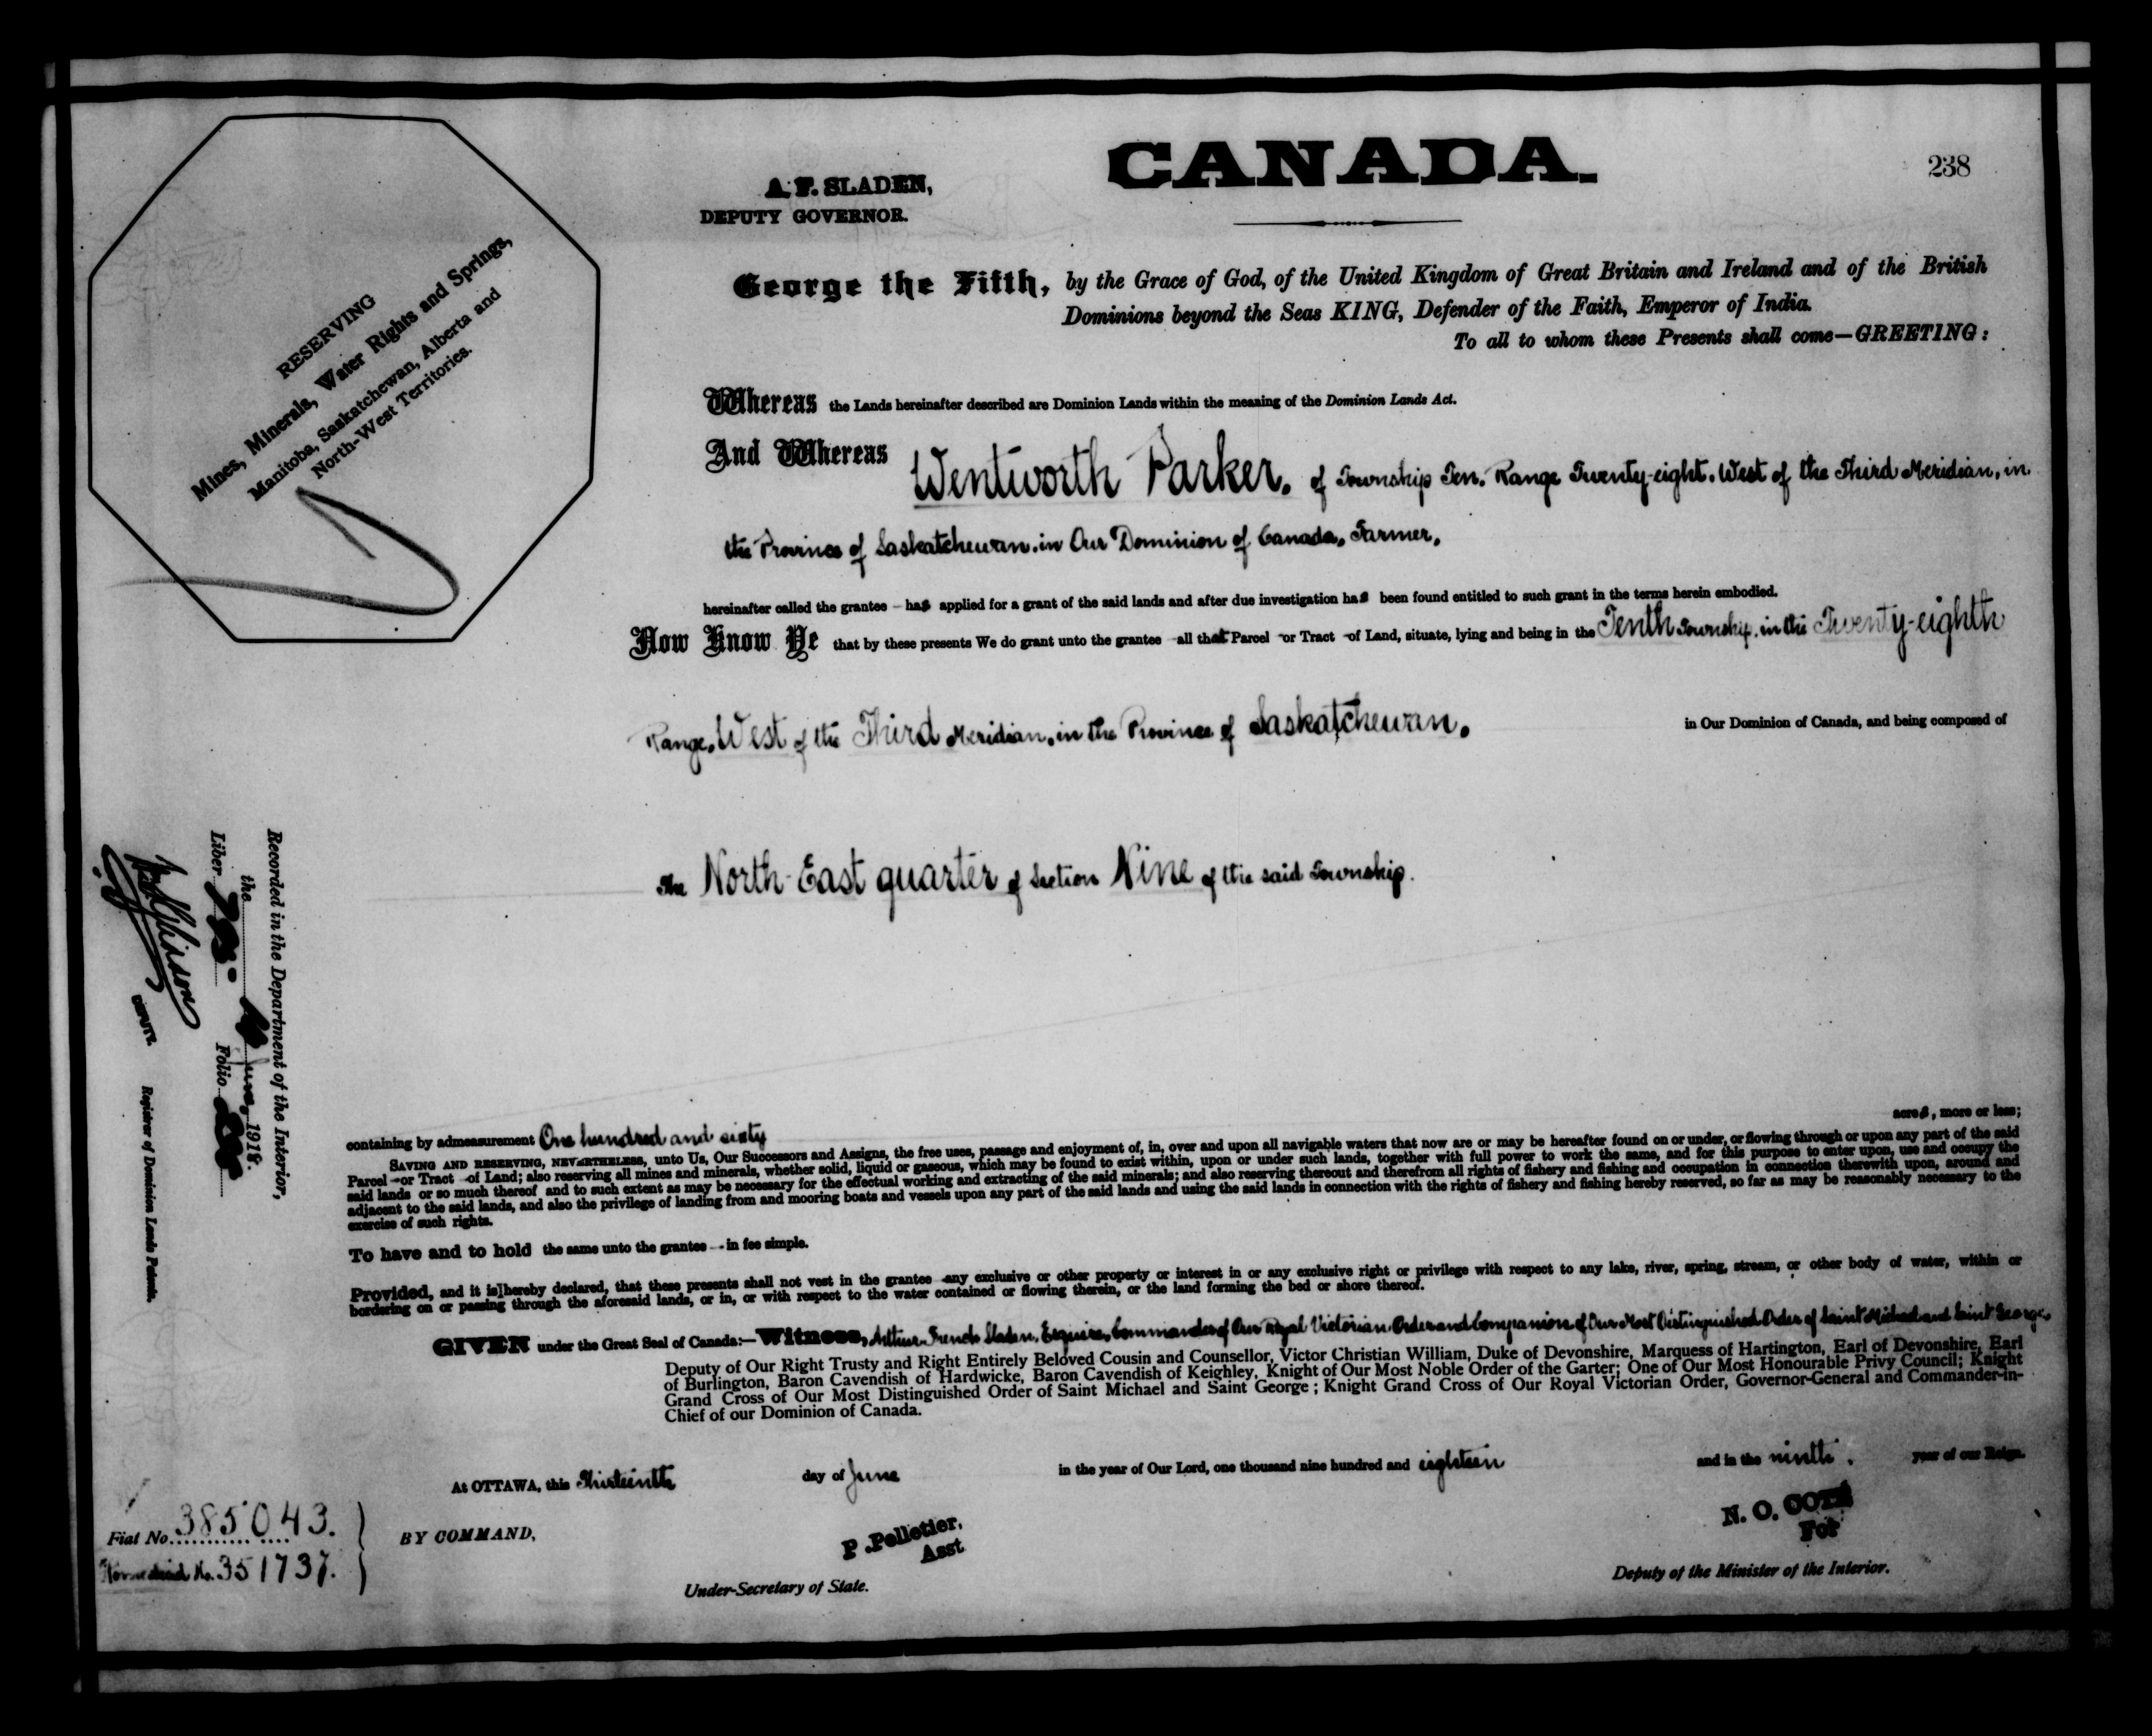 238
CANADA.
A. F. SLADEN,
DEPUTY GOVERNOR.
RESERVING
Mines, Minerals, Water Rights and Springs,
Manitoba, Saskatchewan, Alberta and
North-West Territories.
George the Fifth, by the Grace of God, of the United Kingdom of Great Britain and Ireland and of the British
Dominions beyond the Seas KING, Defender of the Faith, Emperor of India.
To all to whom these Presents shall come—GREETING:
Whereas the Lands hereinafter described are Dominion Lands within the meaning of the Dominion Lands Act.
And Whereas Wentworth Parker, of Township Ten, Range Twenty-eight, West of the Third Meridian, in
the Province of Saskatchewan, in Our Dominion of Canada, Farmer,
hereinafter called the grantee - has applied for a grant of the said lands and after due investigation has been found entitled to such grant in the terms herein embodied.
Now Know Ye that by these presents We do grant unto the grantee - all that Parcel - or Tract - of Land, situate, lying and being in the Tenth Township, in the Twenty-eighth
Range, West of the Third Meridian, in the Province of Saskatchewan, in Our Dominion of Canada, and being composed of
The North-East quarter of Section Nine of the said Township.
acres, more or less;
containing by admeasurement One hundred and sixty
SAVING AND RESERVING, NEVERTHELESS, unto Us, Our Successors and Assigns, the free uses, passage and enjoyment of, in, over and upon all navigable waters that now are or may be hereafter found on or under, or flowing through or upon any part of the said
Parcel - or Tract - of Land; also reserving all mines and minerals, whether solid, liquid or gaseous, which may be found to exist within, upon or under such lands, together with full power to work the same, and for this purpose to enter upon, use and occupy the
said lands or so much thereof and to such extent as may be necessary for the effectual working and extracting of the said minerals; and also reserving thereout and therefrom all rights of fishery and fishing and occupation in connection therewith upon, around and
adjacent to the said lands, and also the privilege of landing from and mooring boats and vessels upon any part of the said lands and using the said lands in connection with the rights of fishery and fishing hereby reserved, so far as may be reasonably necessary to the
exercise of such rights.
To have and to hold the same unto the grantee - in fee simple.
Provided, and it is hereby declared, that these presents shall not vest in the grantee - any exclusive or other property or interest in or any exclusive right or privilege with respect to any lake, river, spring, stream, or other body of water, within or
bordering on or passing through the aforesaid lands, or in, or with respect to the water contained or flowing therein, or the land forming the bed or shore thereof.
GIVEN under the Great Seal of Canada:—Witness, Arthur French Sladen, Esquire, Commander of Our Royal Victorian Order and Companion of Our Most Distinguished Order of Saint Michael and Saint George,
Deputy of Our Right Trusty and Right Entirely Beloved Cousin and Counsellor, Victor Christian William, Duke of Devonshire, Marquess of Hartington, Earl of Devonshire, Earl
of Burlington, Baron Cavendish of Hardwicke, Baron Cavendish of Keighley, Knight of Our Most Noble Order of the Garter; One of Our Most Honourable Privy Council; Knight
Grand Cross of Our Most Distinguished Order of Saint Michael and Saint George; Knight Grand Cross of Our Royal Victorian Order, Governor-General and Commander-in-
Chief of our Dominion of Canada.
At OTTAWA, this Thirteenth day of June in the year of Our Lord, one thousand nine hundred and eighteen and in the ninth year of our Reign.
Fiat No. 385043.
Homestead No. 351737.
BY COMMAND,
P. Pelletier,
Asst
Under-Secretary of State.
N. O. COTÉ
For
Deputy of the Minister of the Interior.
Recorded in the Department of the Interior,
the June, 1918.
Liber Folio
DEPUTY Registrar of Dominion Lands Patents.